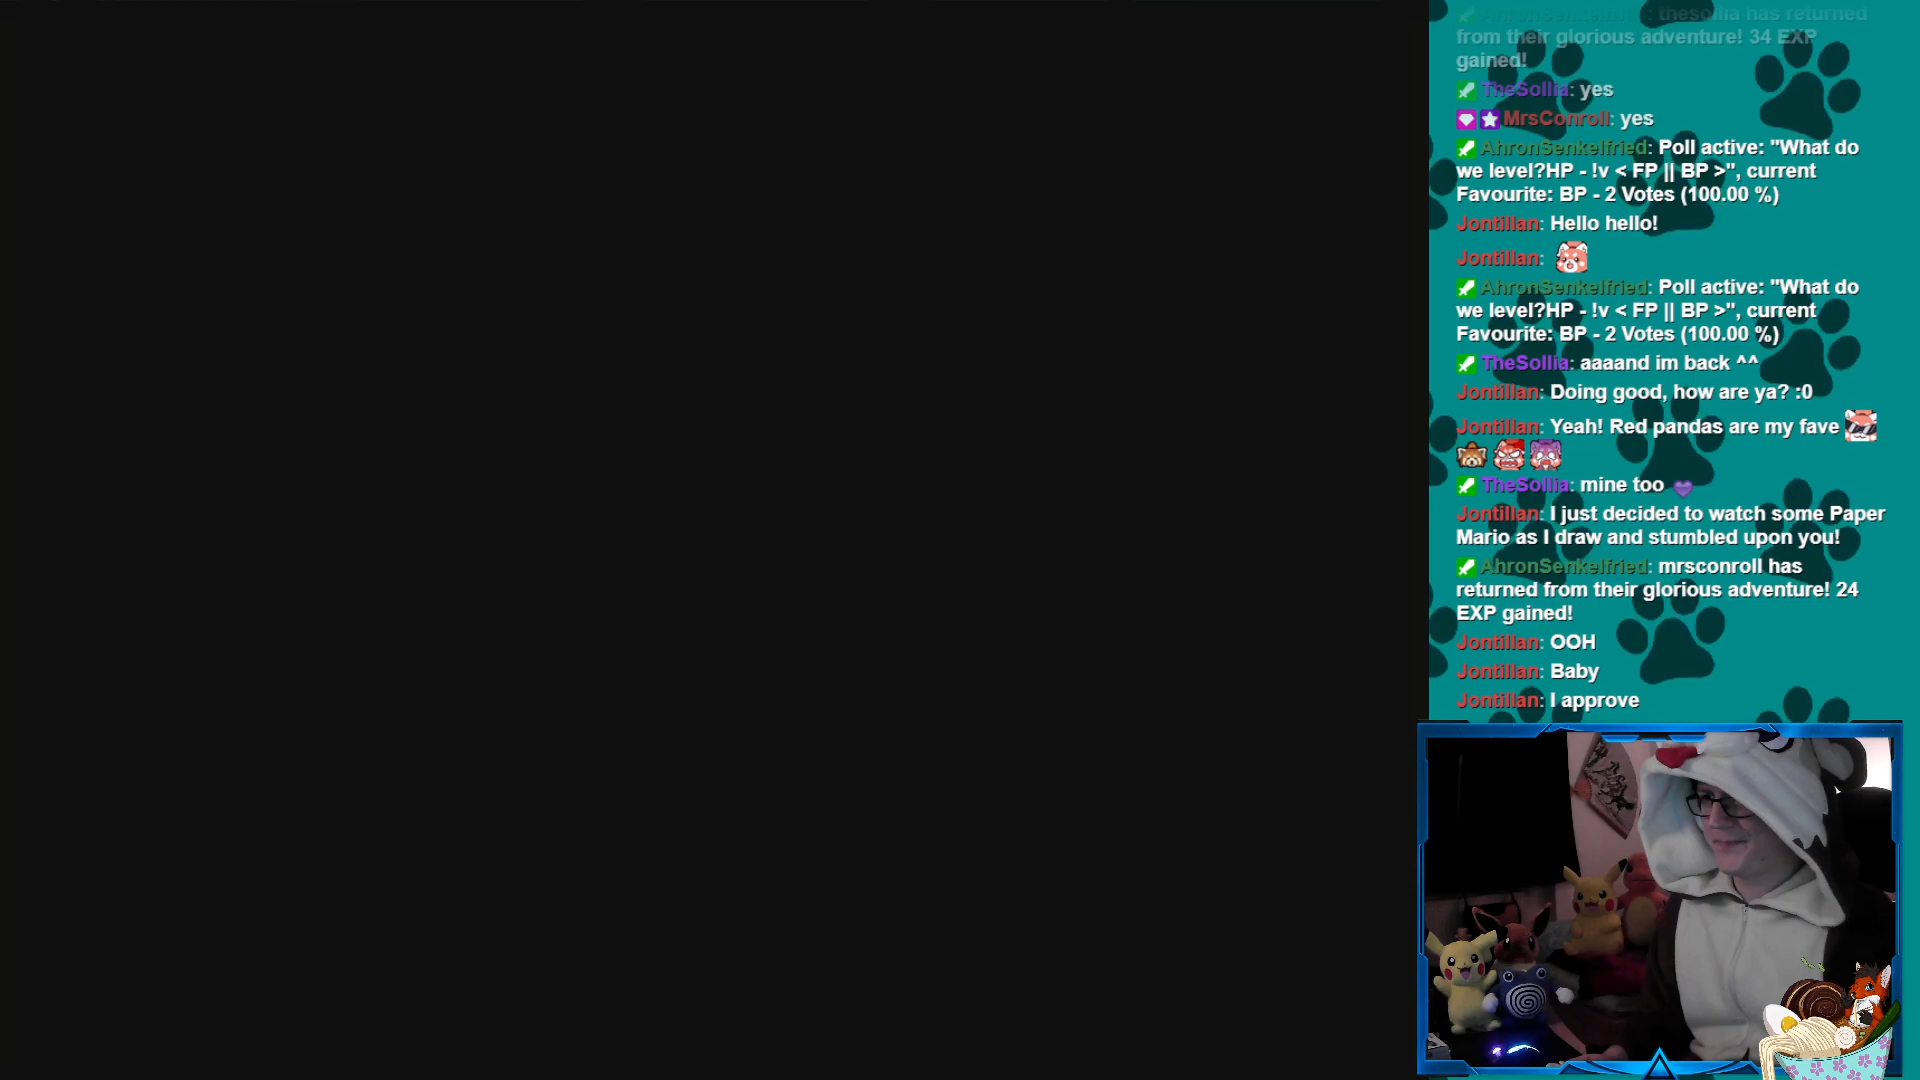 AhronSenkelfried: thesollia has returned
from their glorious adventure! 34 EXP
gained!
TheSollia: yes
MrsConroll: yes
AhronSenkelfried: Poll active: "What do
we level?HP - !v < FP || BP >", current
Favourite: BP - 2 Votes (100.00 %)
Jontillan: Hello hello!
Jontillan:
AhronSenkelfried: Poll active: "What do
we level?HP - !v < FP || BP >", current
Favourite: BP - 2 Votes (100.00 %)
TheSollia: aaaand im back ^^
Jontillan: Doing good, how are ya? :0
Jontillan: Yeah! Red pandas are my fave
TheSollia: mine too
Jontillan: I just decided to watch some Paper
Mario as I draw and stumbled upon you!
AhronSenkelfried: mrsconroll has
returned from their glorious adventure! 24
EXP gained!
Jontillan: OOH
Jontillan: Baby
Jontillan: I approve